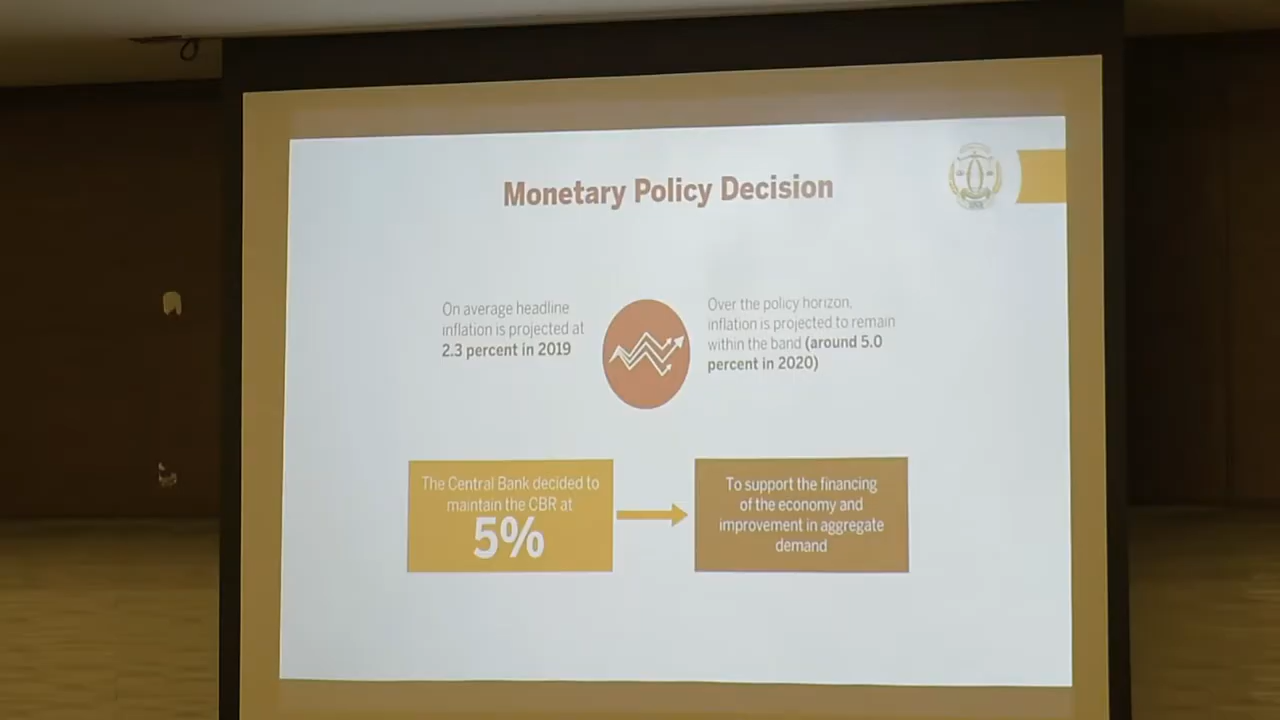 Monetary Policy Decision
On average headline
inflation is projected at
2.3 percent in 2019
Over the policy horizon,
inflation is projected to remain
within the band (around 5.0
percent in 2020)
The Central Bank decided to
maintain the CBR at
5%
To support the financing
of the economy and
improvement in aggregate
demand